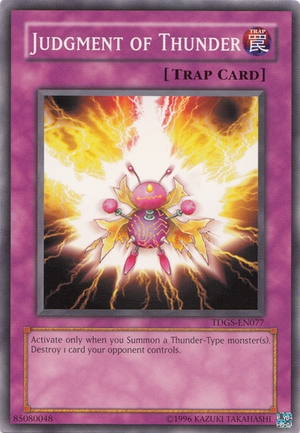 JUDGMENT OF THUNDER
TRAP
罠
[TRAP CARD]
TDGS-EN077
Activate only when you Summon a Thunder-Type monster(s).
Destroy 1 card your opponent controls.
85080048
©1996 KAZUKI TAKAHASHI